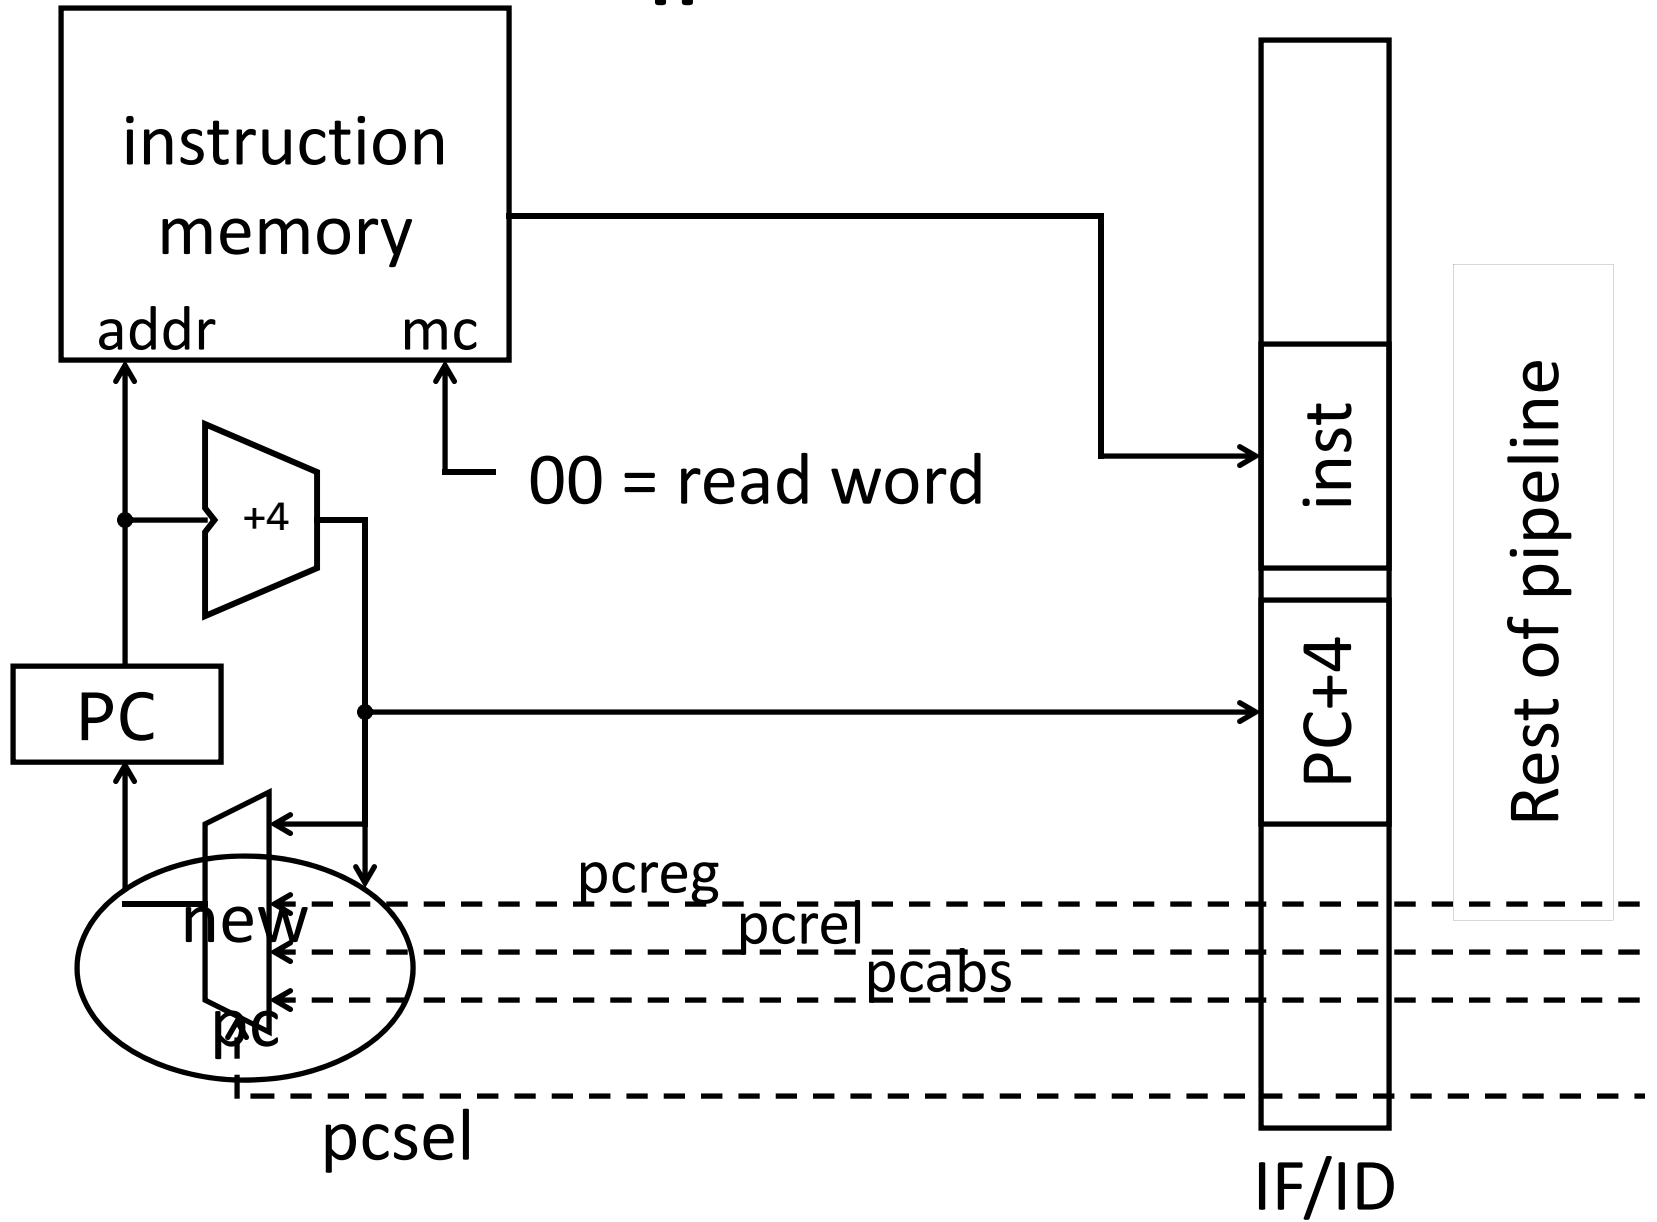 instruction
memory
addr
mc
+4
00 = read word
inst
PC+4
Rest of pipeline
PC
new
pc
pcreg
pcrel
pcabs
pcsel
IF/ID